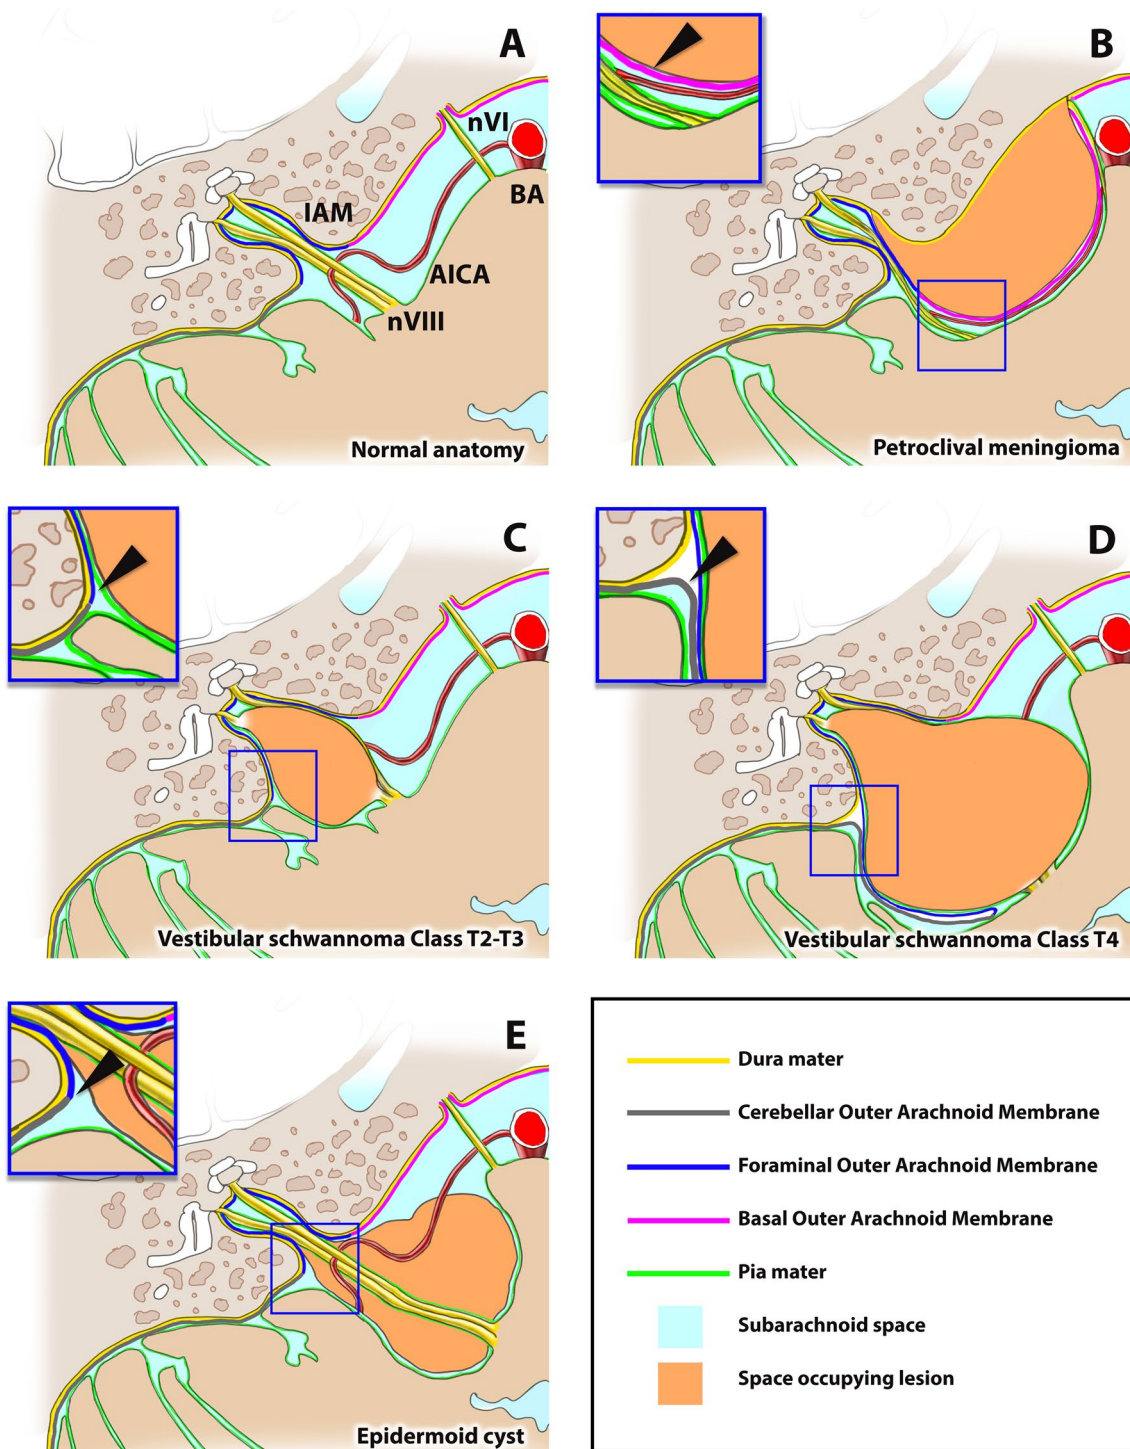 A
nVI
BA
IAM
AICA
nVIII
Normal anatomy
B
Petroclival meningioma
C
Vestibular schwannoma Class T2-T3
D
Vestibular schwannoma Class T4
E
Epidermoid cyst
Dura mater
Cerebellar Outer Arachnoid Membrane
Foraminal Outer Arachnoid Membrane
Basal Outer Arachnoid Membrane
Pia mater
Subarachnoid space
Space occupying lesion